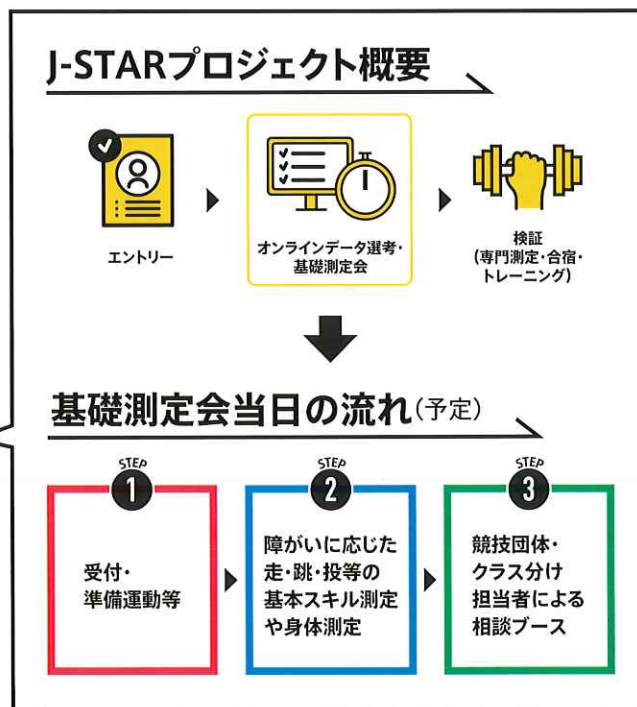 J-STARプロジェクト概要
エントリー
オンラインデータ選考・
基礎測定会
検証
(専門測定・合宿・
トレーニング)
基礎測定会当日の流れ(予定)
STEP
1
受付・
準備運動等
STEP
2
障がいに応じた
走・跳・投等の
基本スキル測定
や身体測定
STEP
3
競技団体・
クラス分け
担当者による
相談ブース